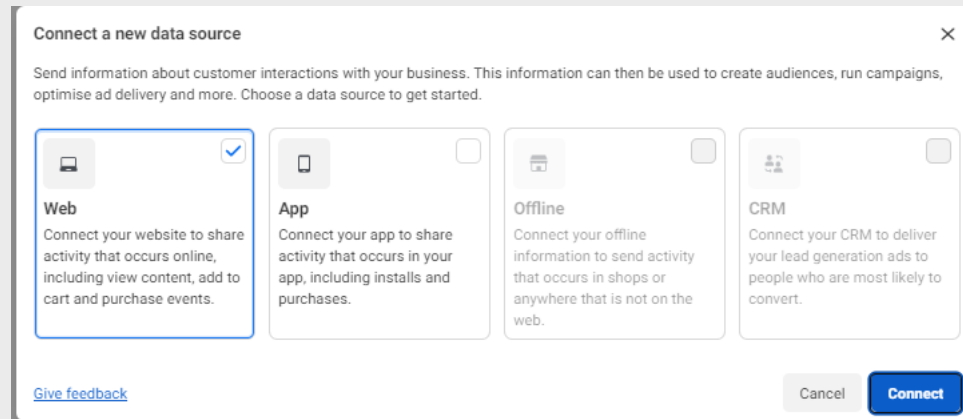 Connect a new data source
Send information about customer interactions with your business. This information can then be used to create audiences, run campaigns,
optimise ad delivery and more. Choose a data source to get started.
Web
Connect your website to share
activity that occurs online,
including view content, add to
cart and purchase events.
App
Connect your app to share
activity that occurs in your
app, including installs and
purchases.
Offline
Connect your offline
information to send activity
that occurs in shops or
anywhere that is not on the
web.
CRM
Connect your CRM to deliver
your lead generation ads to
people who are most likely to
convert.
Give feedback
Cancel
Connect